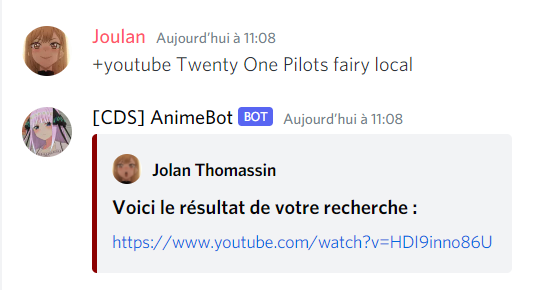 Joulan Aujourd'hui à 11:08
+youtube Twenty One Pilots fairy local
[CDS] AnimeBot BOT Aujourd'hui à 11:08
Jolan Thomassin
Voici le résultat de votre recherche :
https://www.youtube.com/watch?v=HDI9inno86U